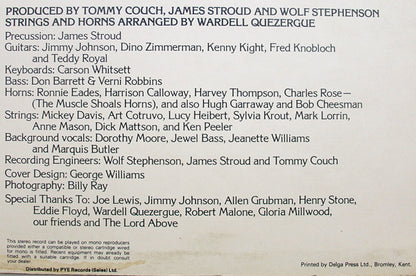 PRODUCED BY TOMMY COUCH, JAMES STROUD AND WOLF STEPHENSON
STRINGS AND HORNS ARRANGED BY WARDELL QUEZERGUE
Precussion: James Stroud
Guitars: Jimmy Johnson, Dino Zimmerman, Kenny Kight, Fred Knobloch
and Teddy Royal
Keyboards: Carson Whitsett
Bass: Don Barrett & Verni Robbins
Horns: Ronnie Eades, Harrison Calloway, Harvey Thompson, Charles Rose—
(The Muscle Shoals Horns), and also Hugh Garraway and Bob Cheesman
Strings: Mickey Davis, Art Cotruvo, Lucy Heisert, Sylvia Krout, Mark Lorrin,
Anne Mason, Dick Mattson, and Ken Peeler
Background vocals: Dorothy Moore, Jewel Bass, Jeanette Williams
and Marquis Butler
Recording Engineers: Wolf Stephenson, James Stroud and Tommy Couch
Cover Design: George Williams
Photography: Billy Ray
Special Thanks To: Joe Lewis, Jimmy Johnson, Allen Grubman, Henry Stone,
Eddie Floyd, Wardell Quezergue, Robert Malone, Gloria Millwood,
our friends and The Lord Above
This stereo record can be played on mono reproducers
provided either a compatible or stereo cartridge wired
for mono is fitted. Recent equipment may already be
fitted with a suitable cartridge. If in doubt consult
your dealer.
Distributed by PYE Records (Sales) Ltd.
Printed by Delga Press Ltd., Bromley, Kent.